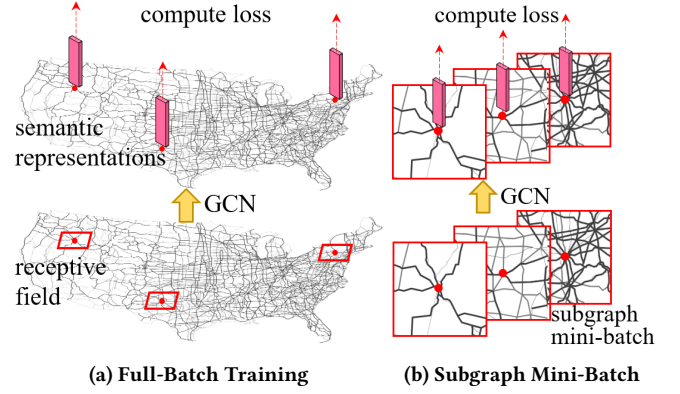 compute loss
semantic
representations
GCN
receptive
field
(a) Full-Batch Training
compute loss
GCN
subgraph
mini-batch
(b) Subgraph Mini-Batch